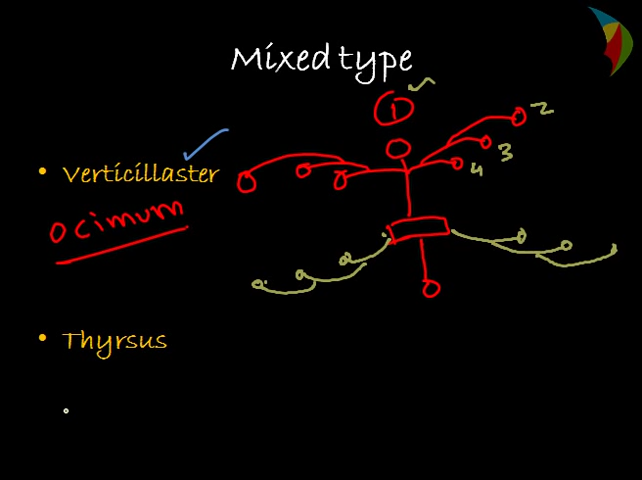 Mixed type
1
2
3
4
• Verticillaster
Ocimum
• Thyrsus